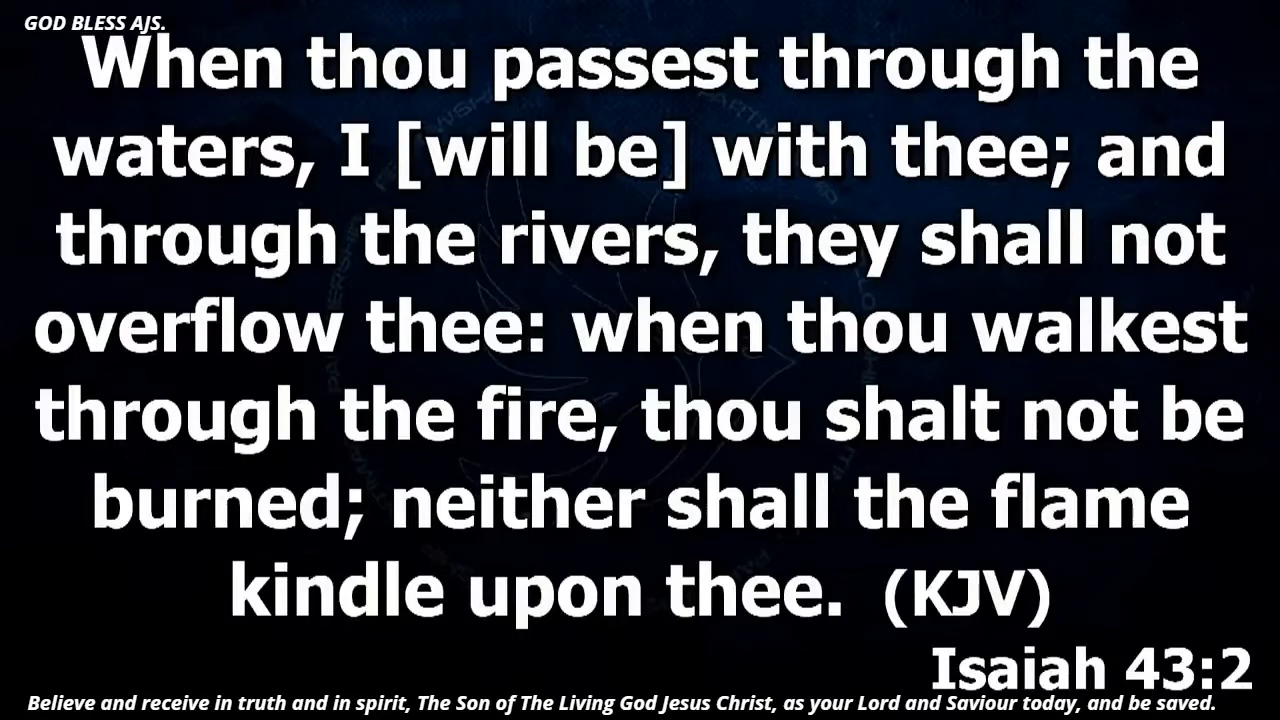 GOD BLESS AJS.
When thou passest through the
waters, I [will be] with thee; and
through the rivers, they shall not
overflow thee: when thou walkest
through the fire, thou shalt not be
burned; neither shall the flame
kindle upon thee. (KJV)
Isaiah 43:2
Believe and receive in truth and in spirit, The Son of The Living God Jesus Christ, as your Lord and Saviour today, and be saved.